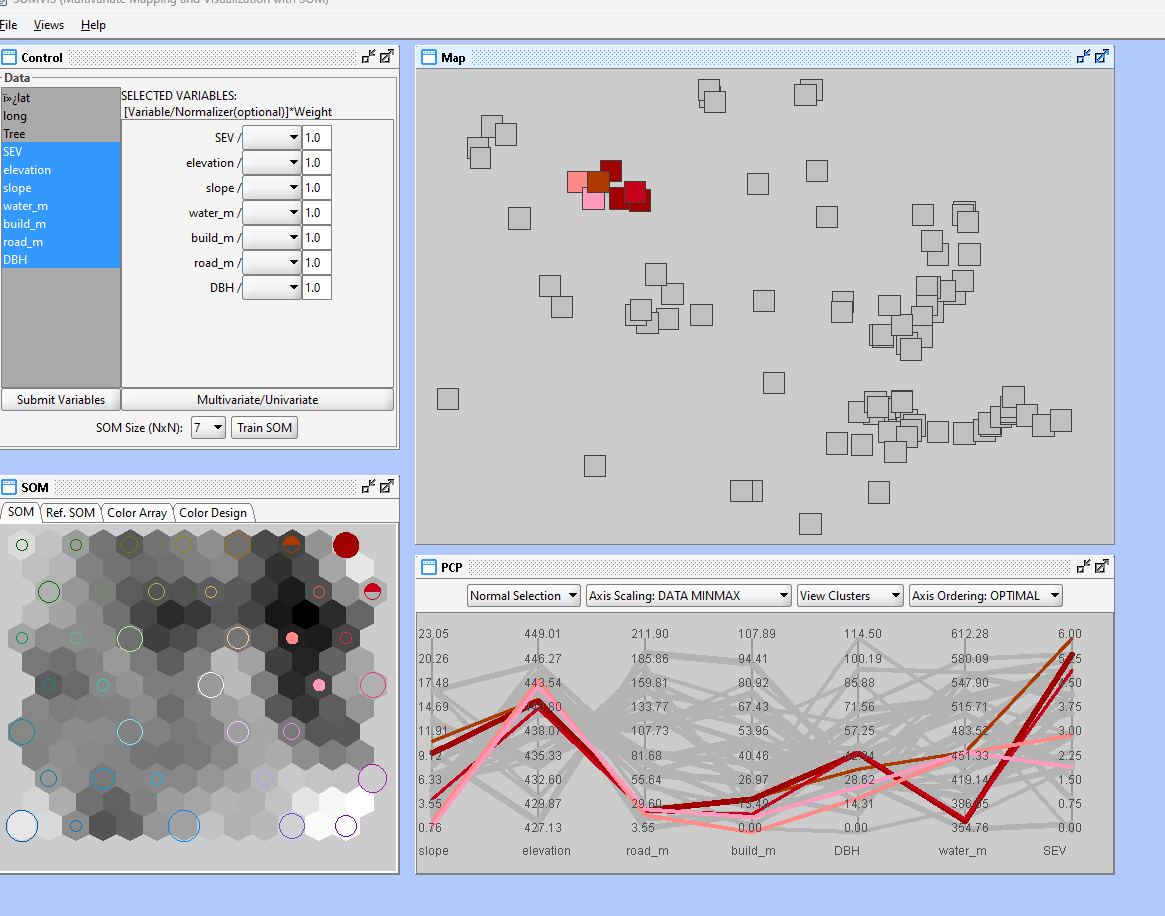 SOMVIS (Multivariate Mapping and Visualization with SOM)
File Views Help
Control
Data
ï»¿lat
long
Tree
SEV
elevation
slope
water_m
build_m
road_m
DBH
SELECTED VARIABLES:
[Variable/Normalizer(optional)]*Weight
SEV / 1.0
elevation / 1.0
slope / 1.0
water_m / 1.0
build_m / 1.0
road_m / 1.0
DBH / 1.0
Submit Variables Multivariate/Univariate
SOM Size (NxN): 7 Train SOM
Map
SOM
SOM Ref. SOM Color Array Color Design
PCP
Normal Selection Axis Scaling: DATA MINMAX View Clusters Axis Ordering: OPTIMAL
23.05 449.01 211.90 107.89 114.50 612.28 6.00
20.26 446.27 185.86 94.41 100.19 580.09
17.48 443.54 159.81 80.92 85.88 547.90
14.69 133.77 67.43 71.56 515.71 3.75
11.91 438.07 107.73 53.95 57.25 483.52 3.00
9.12 435.33 81.68 40.46 451.33 2.25
6.33 432.60 55.64 26.97 28.62 419.14 1.50
3.55 429.87 29.60 13.49 14.31 0.75
0.76 427.13 3.55 0.00 0.00 354.76 0.00
slope elevation road_m build_m DBH water_m SEV